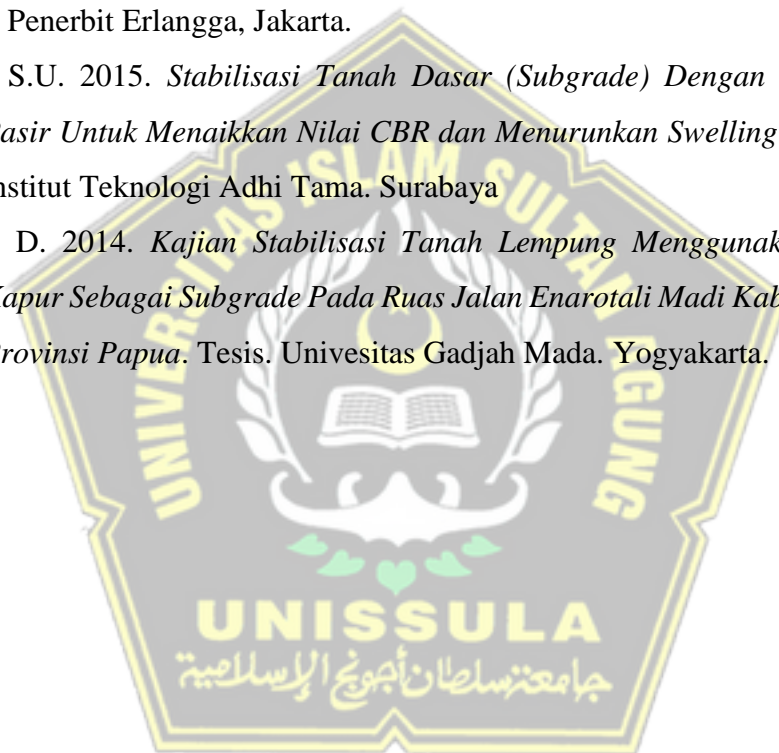 Penerbit Erlangga, Jakarta.
S.U. 2015. Stabilisasi Tanah Dasar (Subgrade) Dengan
Pasir Untuk Menaikkan Nilai CBR dan Menurunkan Swelling
nstitut Teknologi Adhi Tama. Surabaya
D. 2014. Kajian Stabilisasi Tanah Lempung Menggunak
Kapur Sebagai Subgrade Pada Ruas Jalan Enarotali Madi Kab
Provinsi Papua. Tesis. Univesitas Gadjah Mada. Yogyakarta.
UNIVERSITAS ISLAM SULTAN AGUNG
UNISSULA
جامعة سلطان أجونج الإسلامية